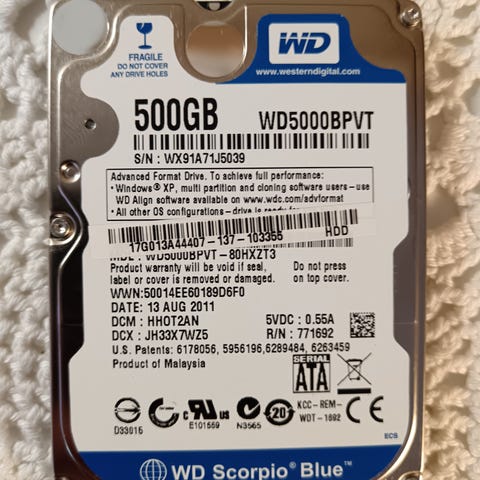 FRAGILE
DO NOT COVER
ANY DRIVE HOLES
WD
www.westerndigital.com
500GB WD5000BPVT
S/N : WX91A71J5039
Advanced Format Drive. To achieve full performance:
• Windows® XP, multi partition and cloning software users - use
WD Align software available on www.wdc.com/advformat
• All other OS configurations - drive is ready for
17G013A44407-137-103355 HDD
MDL: WD5000BPVT-80HXZT3
Product warranty will be void if seal,
label or cover is removed or damaged.
Do not press
on top cover.
WWN:50014EE60189D6F0
DATE: 13 AUG 2011
DCM : HHOT2AN
5VDC : 0.55A
DCX : JH33X7WZ5
R/N : 771692
U.S. Patents: 6178056, 5956196,6289484, 6263459
Product of Malaysia
SERIAL
ATA
D33016
c UL US
E101559
N3565
20
KCC-REM-
WDT-1692
CE
ECS
WD Scorpio® Blue™